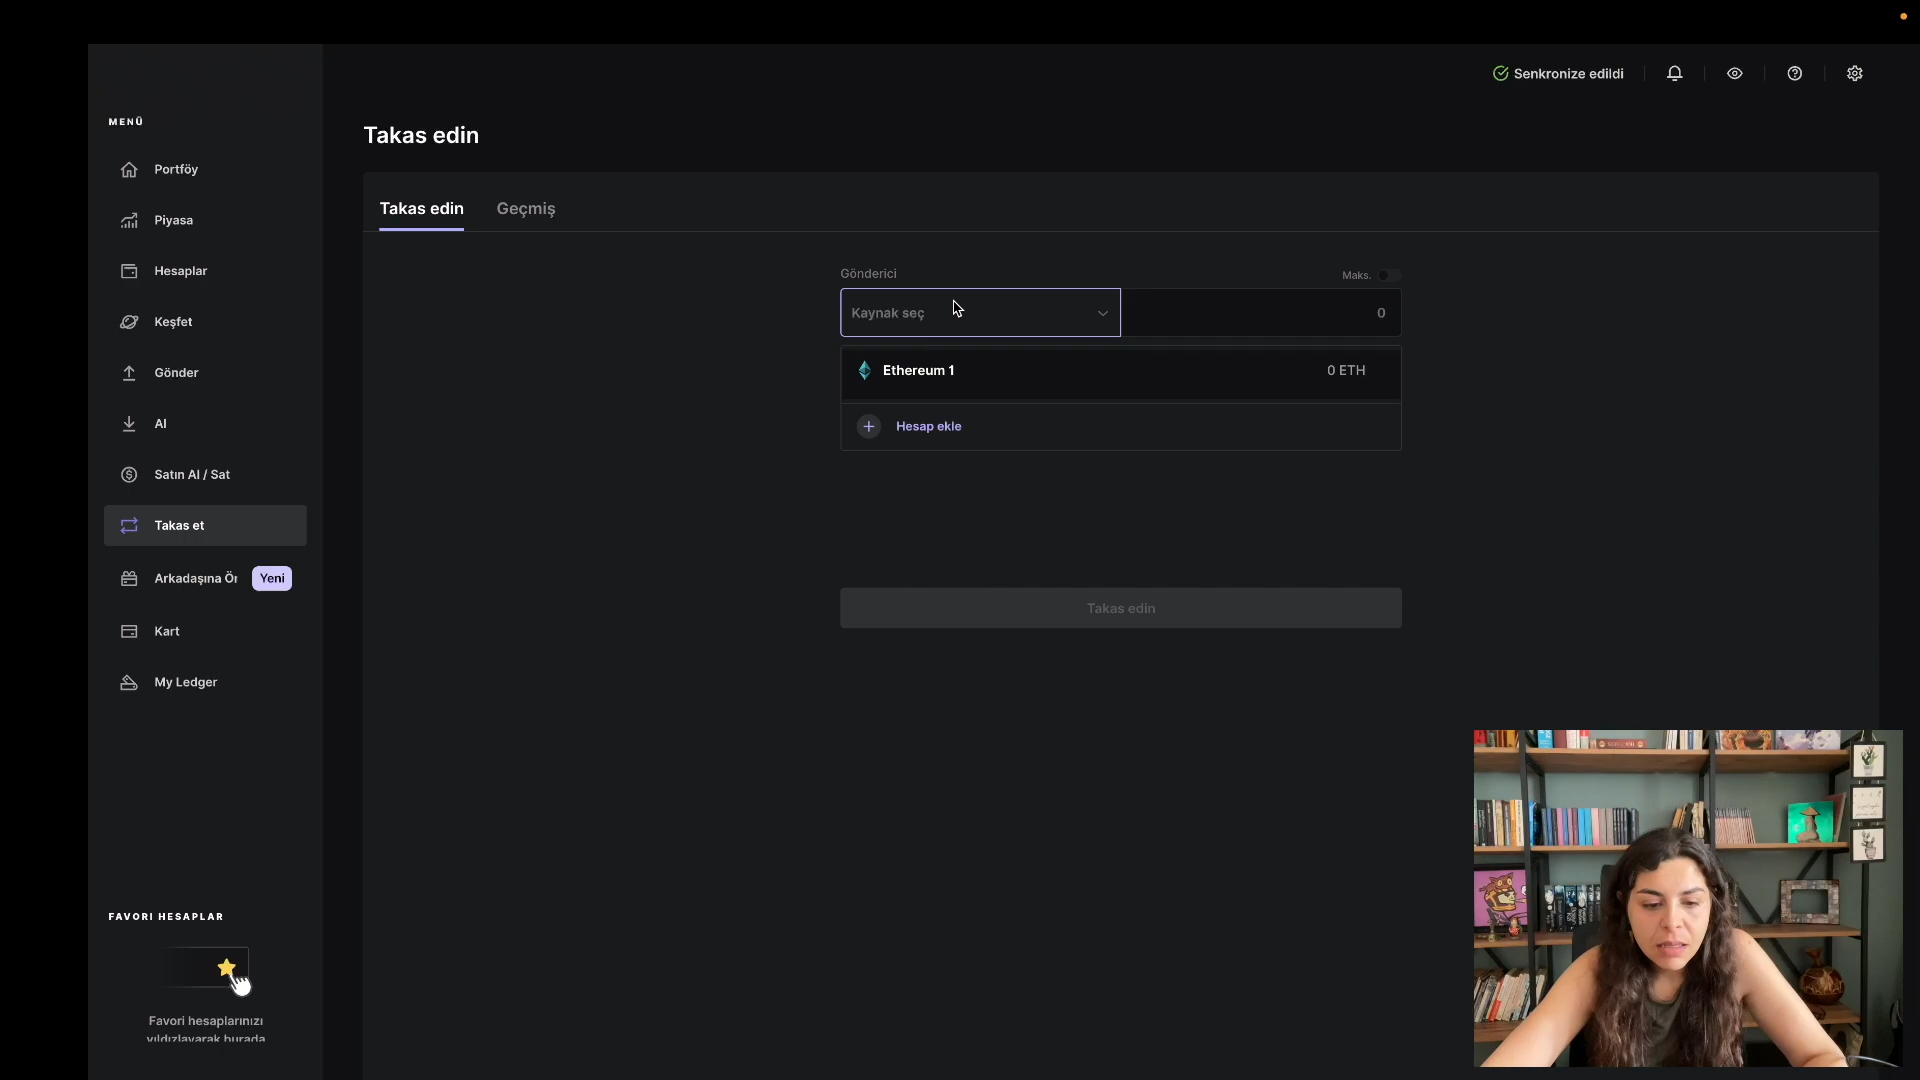 Senkronize edildi
MENÜ
Portföy
Piyasa
Hesaplar
Keşfet
Gönder
Al
Satın Al / Sat
Takas et
Arkadaşına Ör
Yeni
Kart
My Ledger
FAVORİ HESAPLAR
Favori hesaplarınızı
yıldızlayarak burada
Takas edin
Takas edin
Geçmiş
Gönderici
Maks.
Kaynak seç
0
Ethereum 1
0 ETH
Hesap ekle
Takas edin